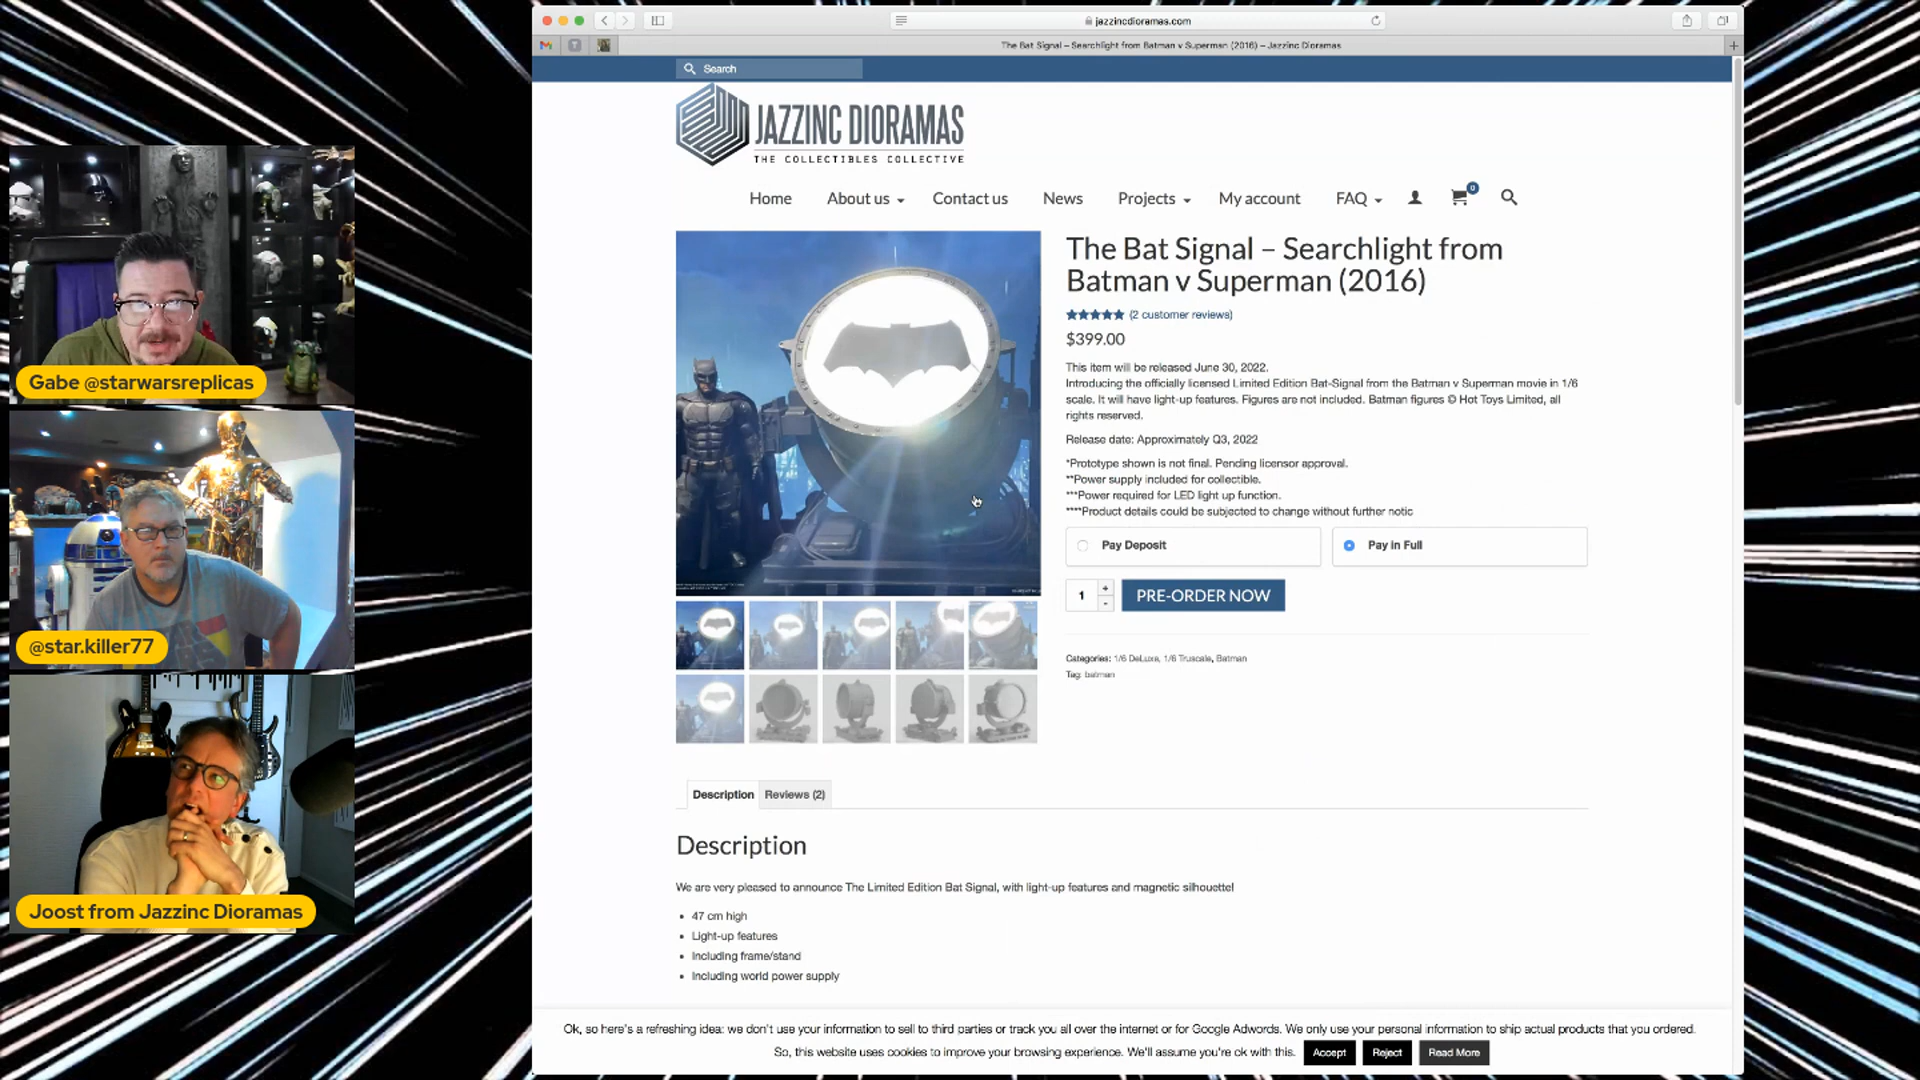 jazzincdioramas.com
The Bat Signal – Searchlight from Batman v Superman (2016) – Jazzinc Dioramas
Search
JAZZINC DIORAMAS
THE COLLECTIBLES COLLECTIVE
Home
About us
Contact us
News
Projects
My account
FAQ
0
The Bat Signal – Searchlight from
Batman v Superman (2016)
(2 customer reviews)
$399.00
This item will be released June 30, 2022.
Introducing the officially licensed Limited Edition Bat-Signal from the Batman v Superman movie in 1/6
scale. It will have light-up features. Figures are not included. Batman figures © Hot Toys Limited, all
rights reserved.
Release date: Approximately Q3, 2022
*Prototype shown is not final. Pending licensor approval.
**Power supply included for collectible.
***Power required for LED light up function.
****Product details could be subjected to change without further notic
Pay Deposit
Pay in Full
1
+
-
PRE-ORDER NOW
Categories: 1/6 DeLuxe, 1/6 Truscale, Batman
Tag: batman
Description
Reviews (2)
Description
We are very pleased to announce The Limited Edition Bat Signal, with light-up features and magnetic silhouette!
• 47 cm high
• Light-up features
• Including frame/stand
• Including world power supply
Ok, so here's a refreshing idea: we don't use your information to sell to third parties or track you all over the internet or for Google Adwords. We only use your personal information to ship actual products that you ordered.
So, this website uses cookies to improve your browsing experience. We'll assume you're ok with this.
Accept
Reject
Read More
Gabe @starwarsreplicas
@star.killer77
Joost from Jazzinc Dioramas